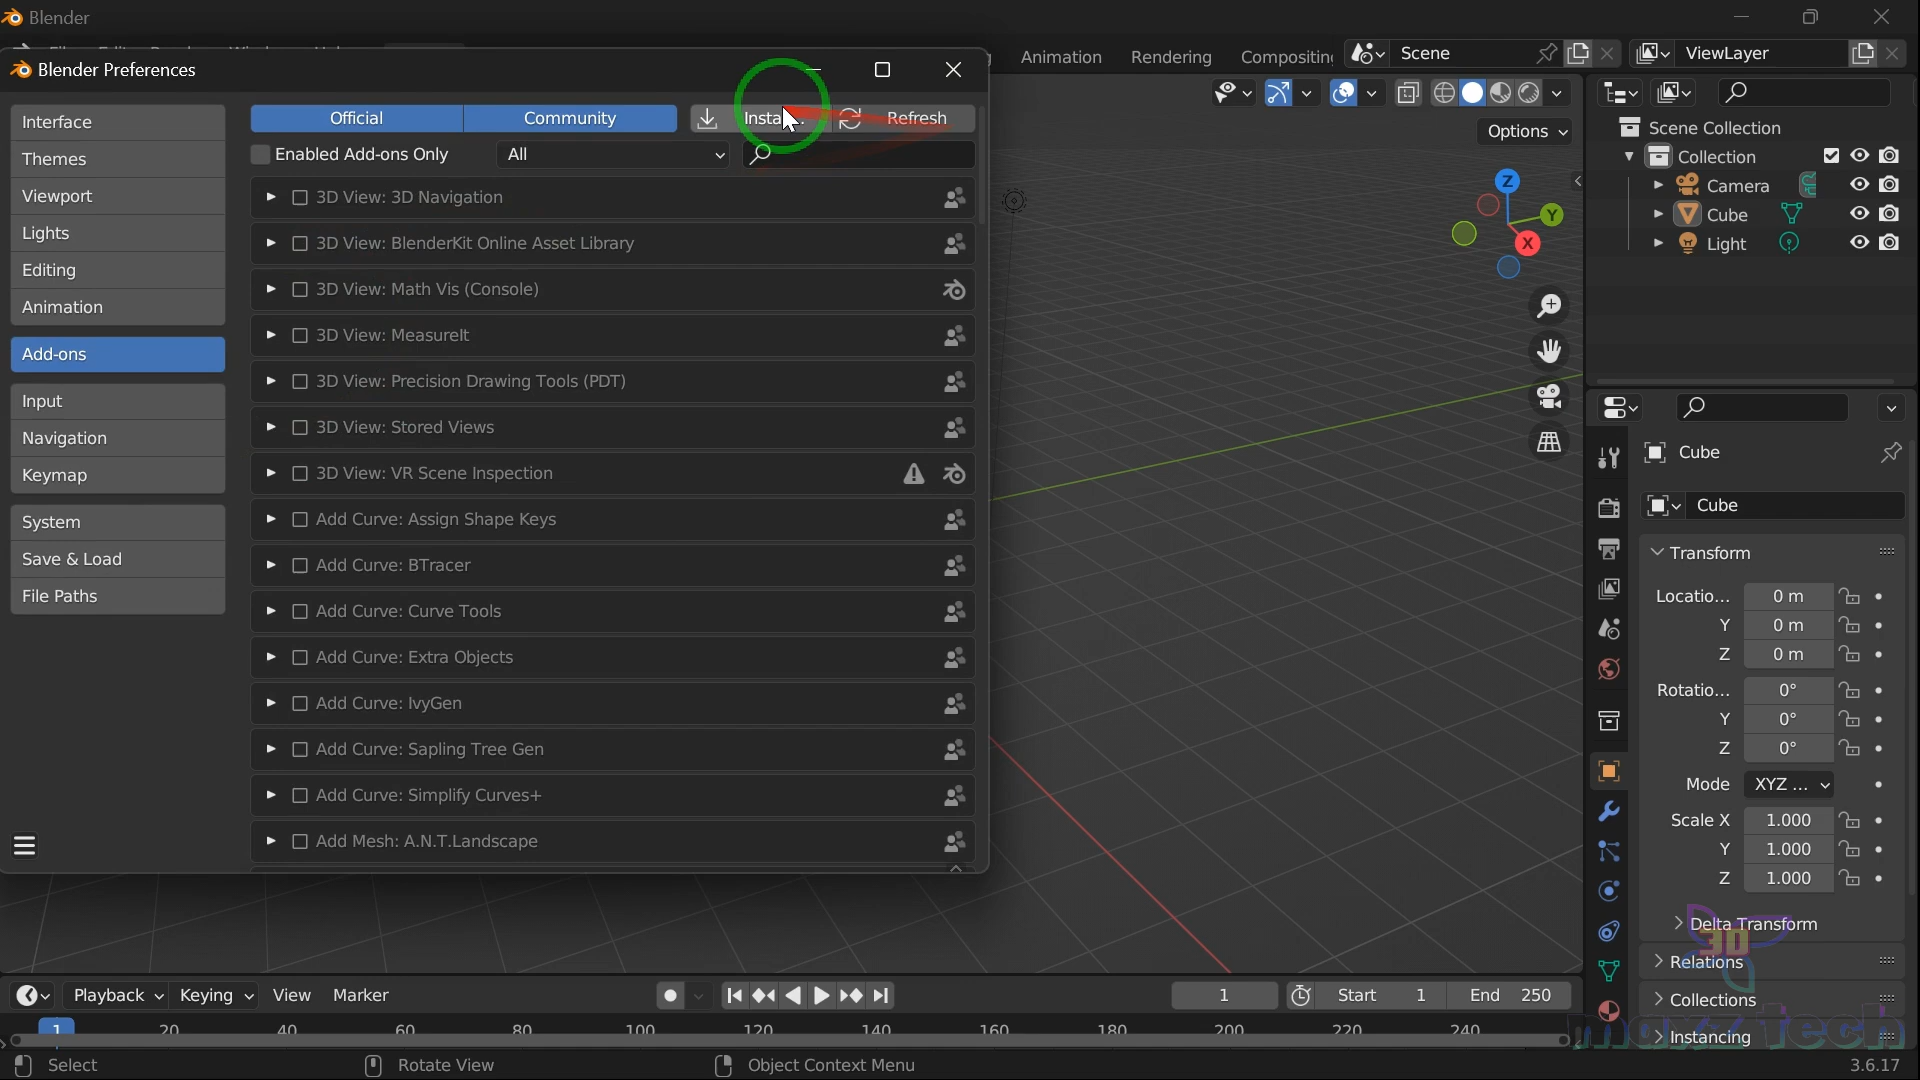 Blender
Animation
Rendering
Scene
ViewLayer
Blender Preferences
Official
Community
Refresh
Enabled Add-ons Only
All
Interface
Themes
Viewport
Lights
Editing
Animation
Add-ons
Input
Navigation
Keymap
System
Save & Load
File Paths
3D View: 3D Navigation
3D View: BlenderKit Online Asset Library
3D View: Math Vis (Console)
3D View: MeasureIt
3D View: Precision Drawing Tools (PDT)
3D View: Stored Views
3D View: VR Scene Inspection
Add Curve: Assign Shape Keys
Add Curve: BTracer
Add Curve: Curve Tools
Add Curve: Extra Objects
Add Curve: IvyGen
Add Curve: Sapling Tree Gen
Add Curve: Simplify Curves+
Add Mesh: A.N.T.Landscape
Options
Z
Y
X
Scene Collection
Collection
Camera
Cube
Light
Cube
Cube
Transform
Locatio... 0 m
Y 0 m
Z 0 m
Rotatio... 0°
Y 0°
Z 0°
Mode XYZ ...
Scale X 1.000
Y 1.000
Z 1.000
Delta Transform
3D
Relations
Collections
Instancing
Playback
Keying
View
Marker
1
Start 1
End 250
1 20 40 60 80 100 120 140 160 180 200 220 240
Select
Rotate View
Object Context Menu
3.6.17